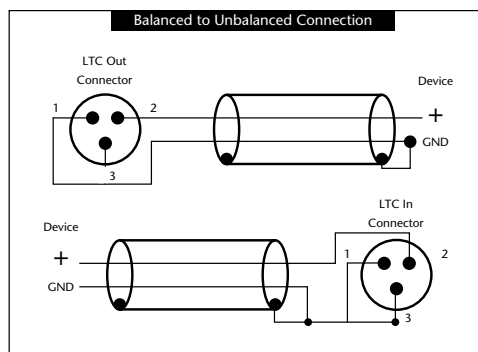 Balanced to Unbalanced Connection
LTC Out
Connector
1
2
3
Device
+
GND
LTC In
Connector
Device
+
GND
1
2
3